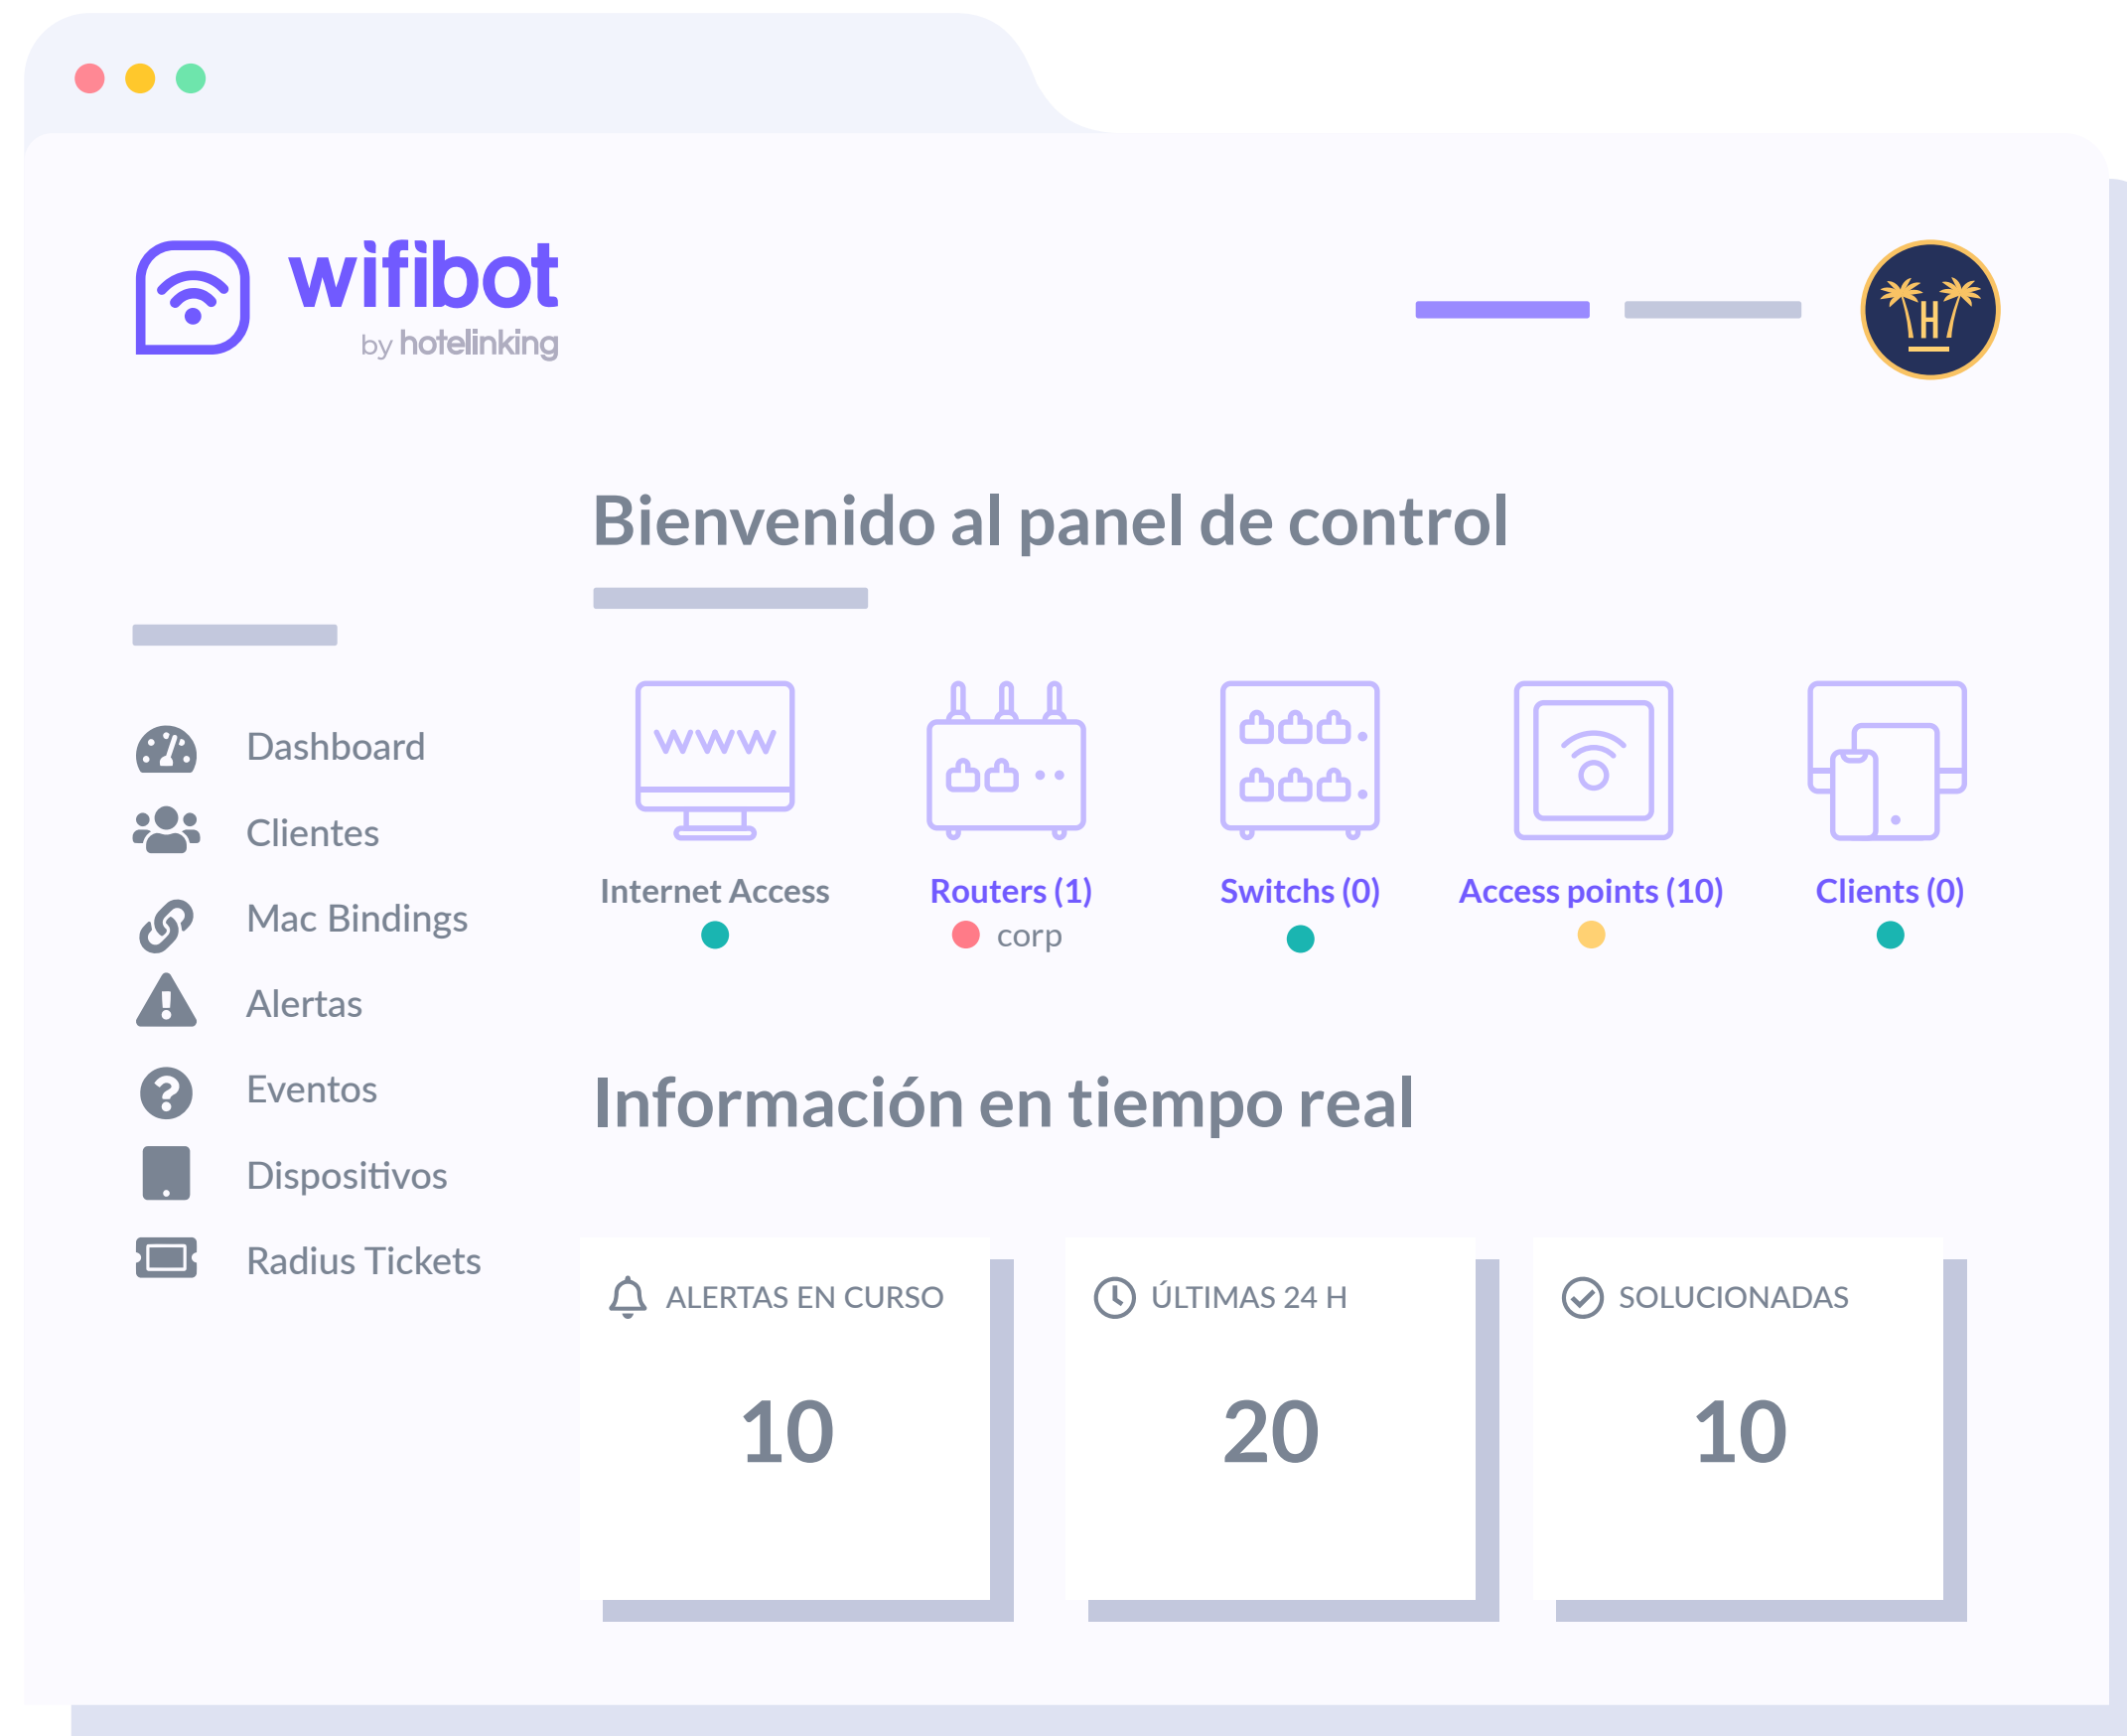 wifibot
by hotelinking
H
Bienvenido al panel de control
Dashboard
Clientes
Mac Bindings
Alertas
Eventos
Dispositivos
Radius Tickets
www
Internet Access
Routers (1)
corp
Switchs (0)
Access points (10)
Clients (0)
Información en tiempo real
ALERTAS EN CURSO
10
ÚLTIMAS 24 H
20
SOLUCIONADAS
10